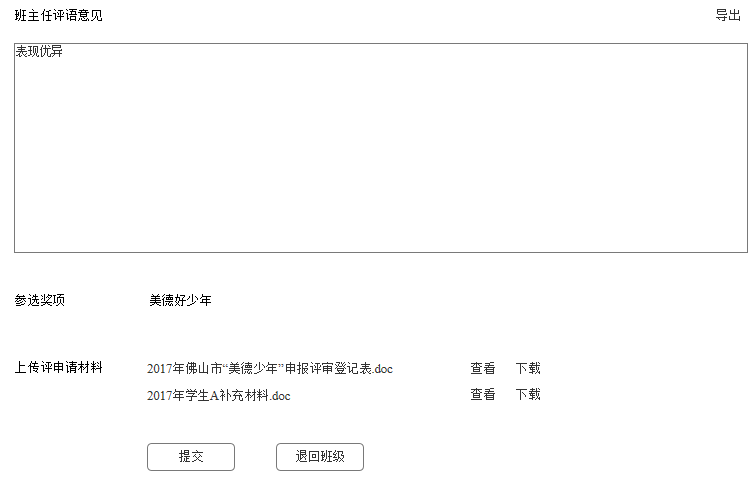 班主任评语意见 导出
表现优异
参选奖项 美德好少年
上传评申请材料 2017年佛山市“美德少年”申报评审登记表.doc 查看 下载
2017年学生A补充材料.doc 查看 下载
提交 退回班级